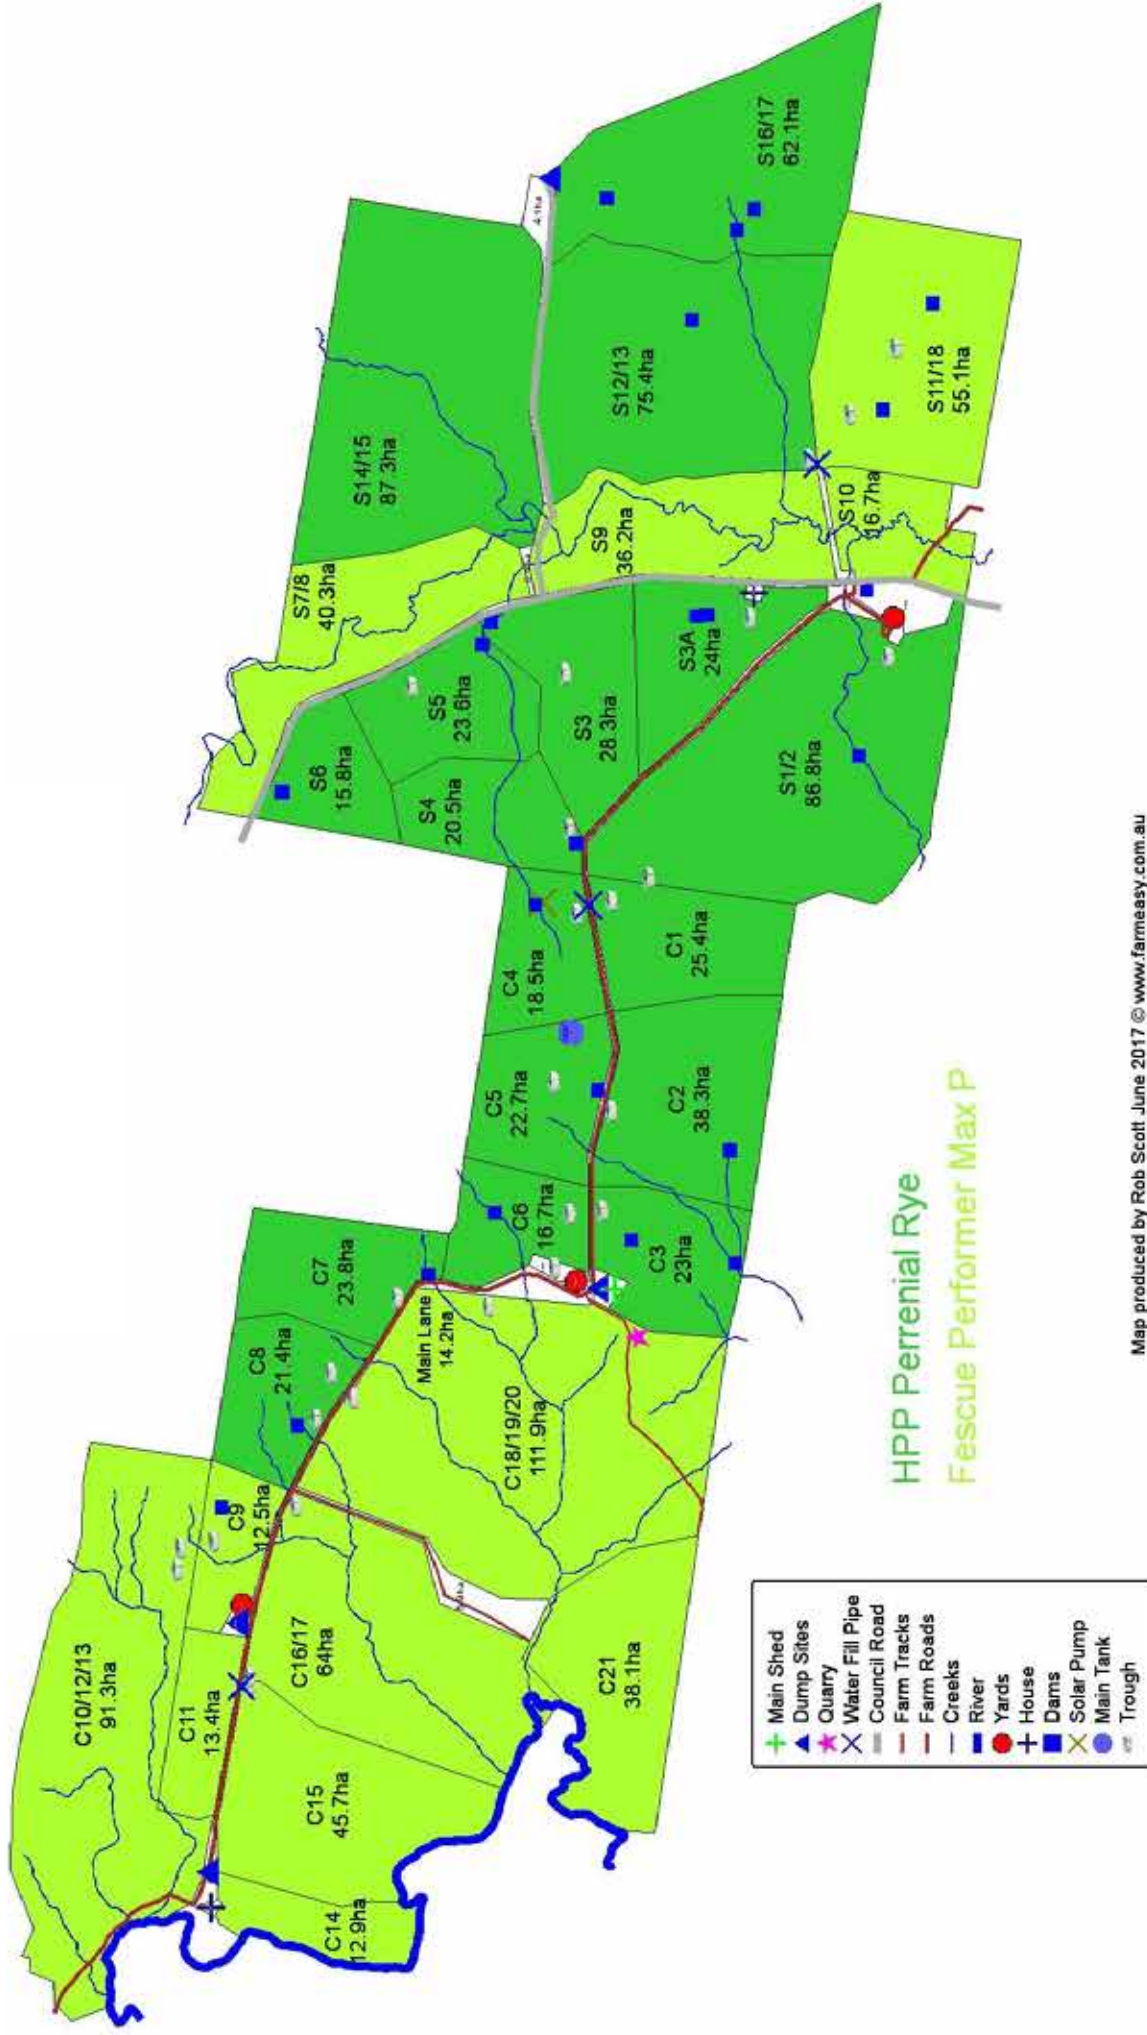 C10/12/13
91.3ha
C11
13.4ha
C9
12.5ha
C8
21.4ha
C7
23.8ha
C14
12.9ha
C15
45.7ha
C16/17
64ha
Main Lane
14.2ha
C18/19/20
111.9ha
C21
38.1ha
C6
16.7ha
C5
22.7ha
C4
18.5ha
C3
23ha
C2
38.3ha
C1
25.4ha
S6
15.8ha
S4
20.5ha
S5
23.6ha
S3
28.3ha
S3A
24ha
S1/2
86.8ha
S7/8
40.3ha
S14/15
87.3ha
S9
36.2ha
S10
16.7ha
S12/13
75.4ha
4.1ha
S16/17
62.1ha
S11/18
55.1ha
HPP Perrenial Rye
Fescue Performer Max P
Main Shed
Dump Sites
Quarry
Water Fill Pipe
Council Road
Farm Tracks
Farm Roads
Creeks
River
Yards
House
Dams
Solar Pump
Main Tank
Trough
Map produced by Rob Scott June 2017 © www.farmeasy.com.au